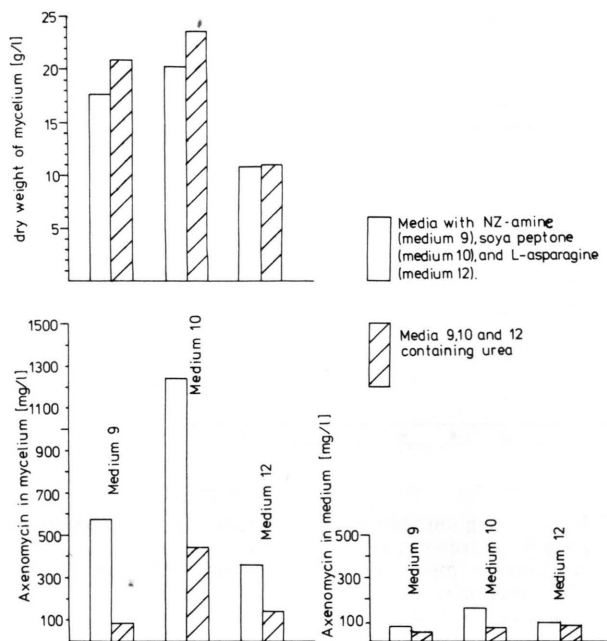 dry weight of mycelium [g/l]
25
20
15
10
5
Media with NZ-amine
(medium 9), soya peptone
(medium 10), and L-asparagine
(medium 12).
Media 9,10 and 12
containing urea
Axenomycin in mycelium [mg/l]
1500
1300
1100
900
700
500
300
100
Medium 9
Medium 10
Medium 12
Axenomycin in medium [mg/l]
500
300
100
Medium 9
Medium 10
Medium 12